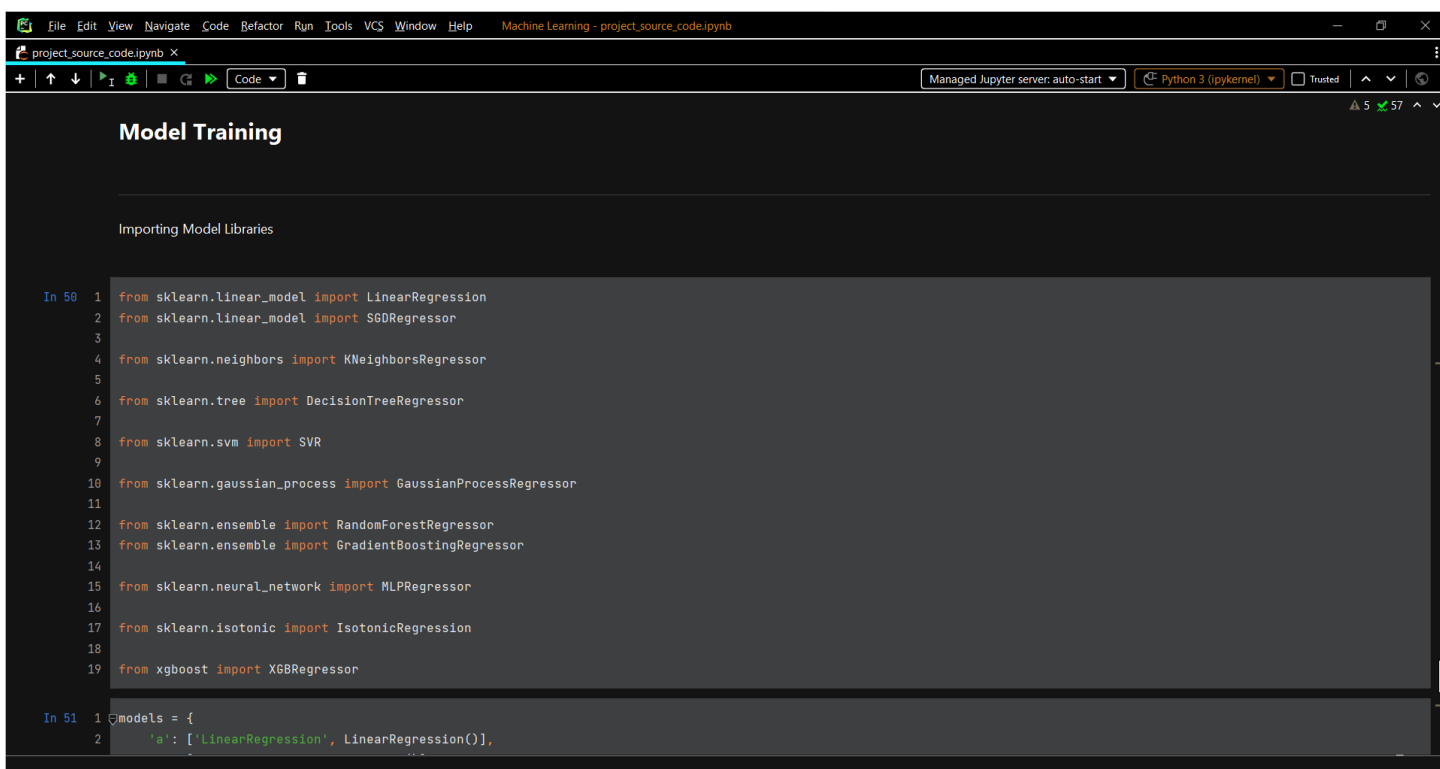 File Edit View Navigate Code Refactor Run Tools VCS Window Help Machine Learning - project_source_code.ipynb
project_source_code.ipynb
Code Managed Jupyter server: auto-start Python 3 (ipykernel) Trusted
5 57
Model Training
Importing Model Libraries
In 50 1 from sklearn.linear_model import LinearRegression
2 from sklearn.linear_model import SGDRegressor
3
4 from sklearn.neighbors import KNeighborsRegressor
5
6 from sklearn.tree import DecisionTreeRegressor
7
8 from sklearn.svm import SVR
9
10 from sklearn.gaussian_process import GaussianProcessRegressor
11
12 from sklearn.ensemble import RandomForestRegressor
13 from sklearn.ensemble import GradientBoostingRegressor
14
15 from sklearn.neural_network import MLPRegressor
16
17 from sklearn.isotonic import IsotonicRegression
18
19 from xgboost import XGBRegressor
In 51 1 models = {
2 'a': ['LinearRegression', LinearRegression()],